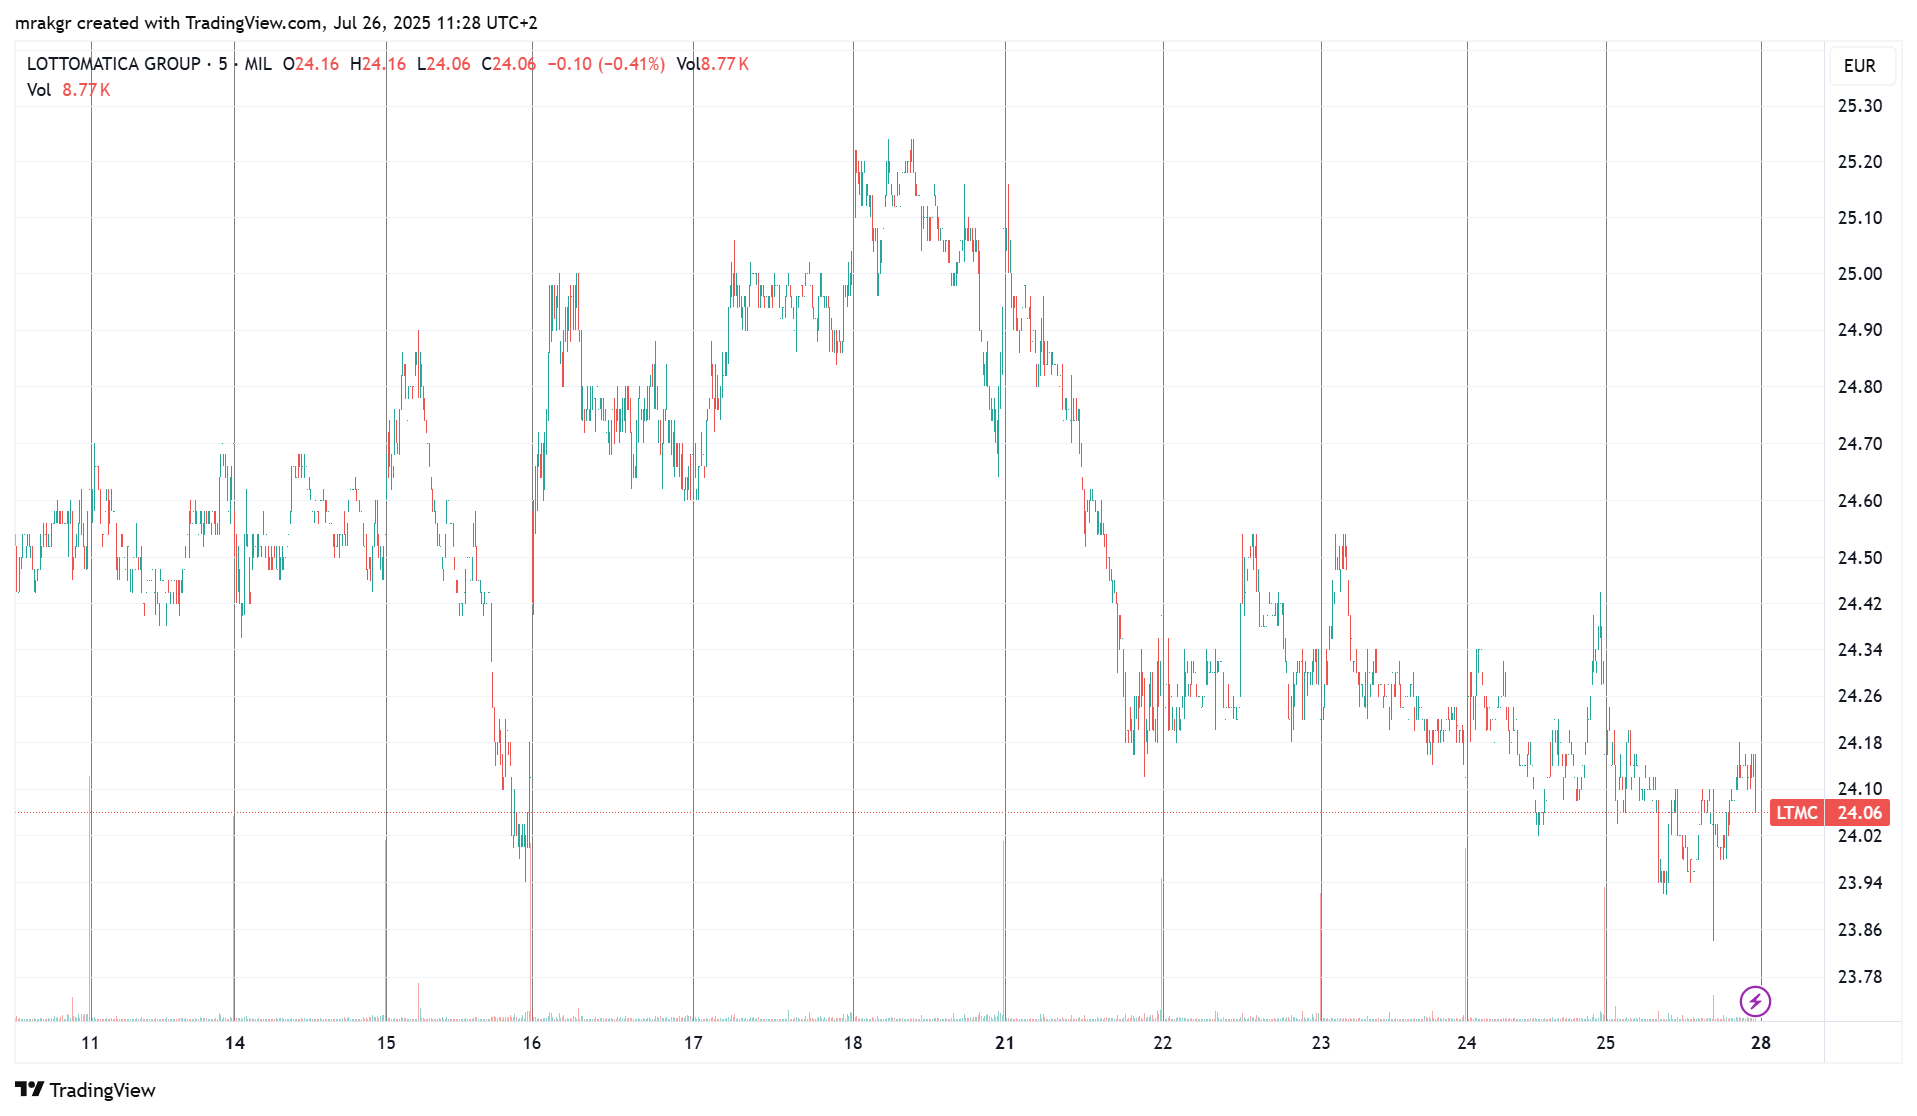 mrakgr created with TradingView.com, Jul 26, 2025 11:28 UTC+2
LOTTOMATICA GROUP · 5 · MIL O24.16 H24.16 L24.06 C24.06 −0.10 (−0.41%) Vol8.77 K
Vol 8.77 K
EUR
25.30
25.20
25.10
25.00
24.90
24.80
24.70
24.60
24.50
24.42
24.34
24.26
24.18
24.10
LTMC 24.06
24.02
23.94
23.86
23.78
11 14 15 16 17 18 21 22 23 24 25 28
TradingView